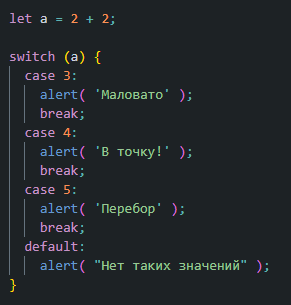 let a = 2 + 2;

switch (a) {
  case 3:
    alert( 'Маловато' );
    break;
  case 4:
    alert( 'В точку!' );
    break;
  case 5:
    alert( 'Перебор' );
    break;
  default:
    alert( "Нет таких значений" );
}